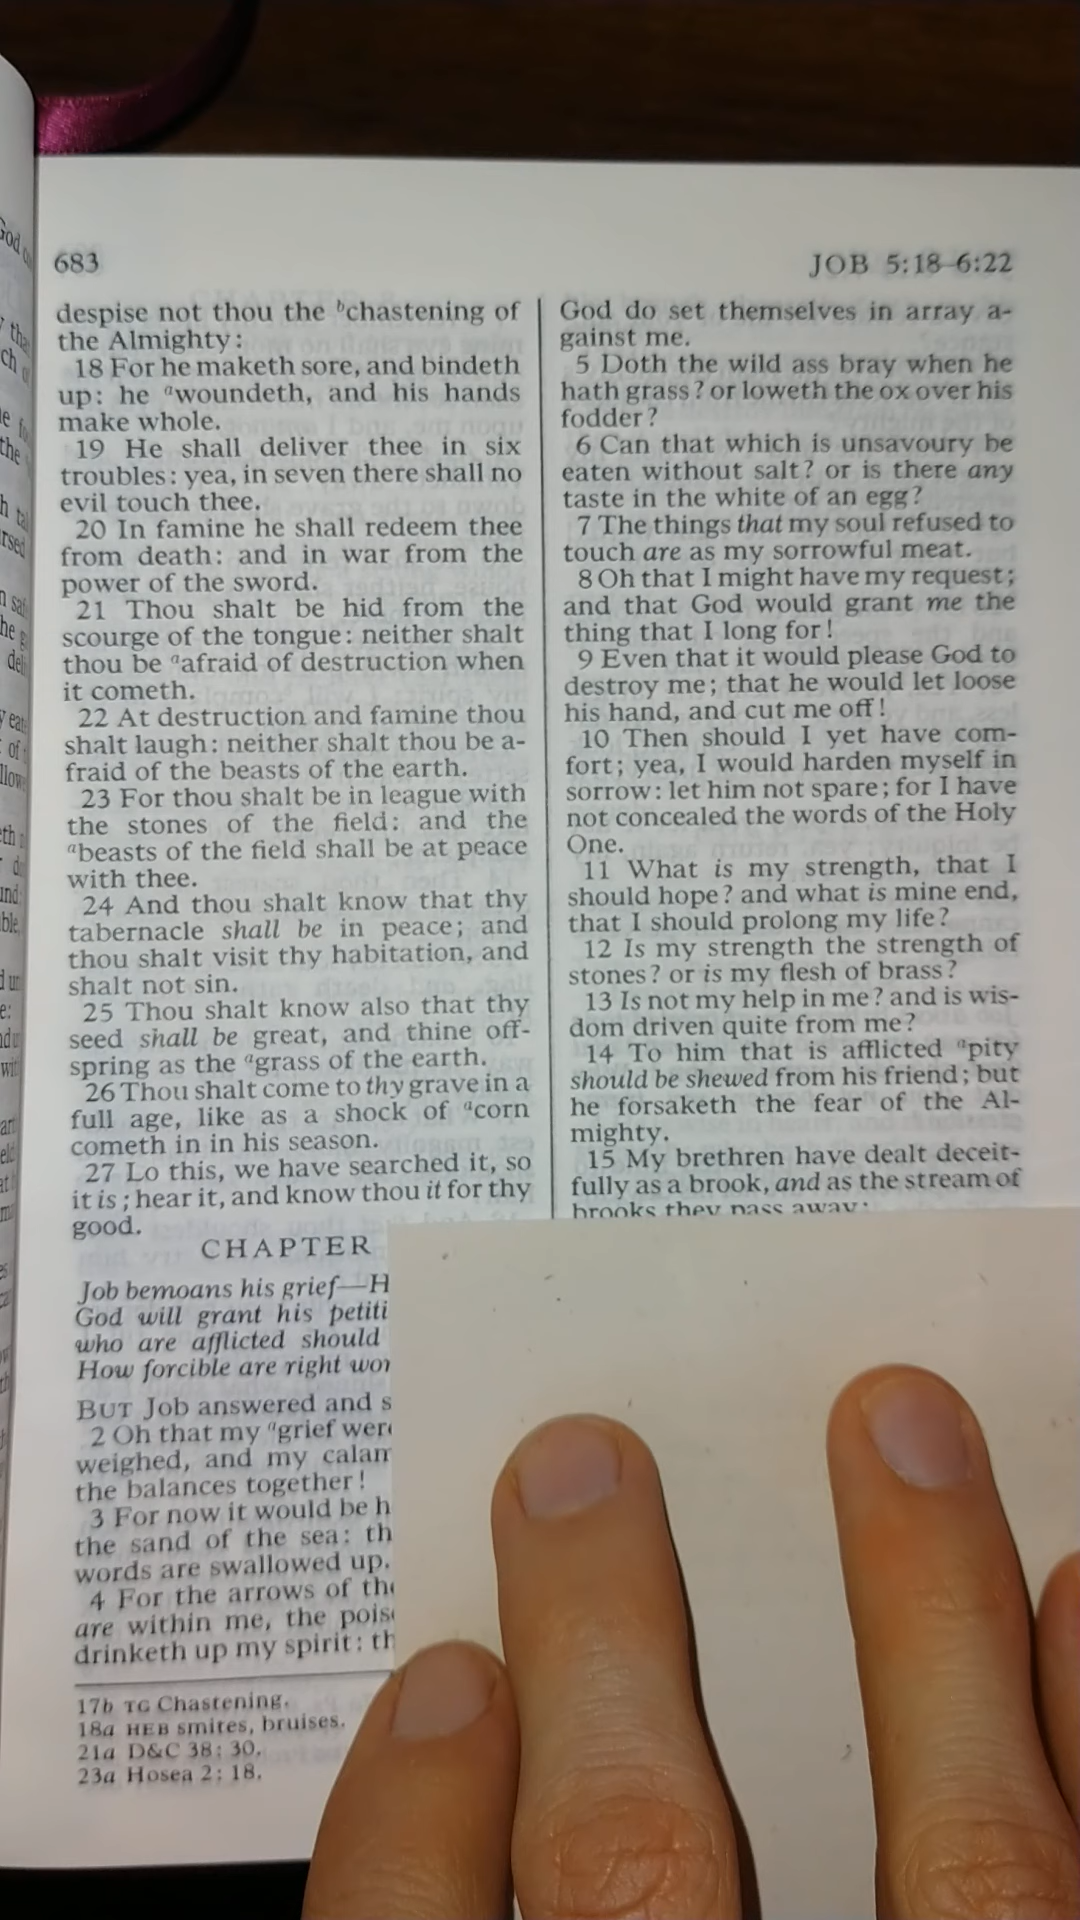 683
JOB 5:18–6:22
despise not thou the bchastening of
the Almighty:
18 For he maketh sore, and bindeth
up: he awoundeth, and his hands
make whole.
19 He shall deliver thee in six
troubles: yea, in seven there shall no
evil touch thee.
20 In famine he shall redeem thee
from death: and in war from the
power of the sword.
21 Thou shalt be hid from the
scourge of the tongue: neither shalt
thou be aafraid of destruction when
it cometh.
22 At destruction and famine thou
shalt laugh: neither shalt thou be a-
fraid of the beasts of the earth.
23 For thou shalt be in league with
the stones of the field: and the
abeasts of the field shall be at peace
with thee.
24 And thou shalt know that thy
tabernacle shall be in peace; and
thou shalt visit thy habitation, and
shalt not sin.
25 Thou shalt know also that thy
seed shall be great, and thine off-
spring as the agrass of the earth.
26 Thou shalt come to thy grave in a
full age, like as a shock of acorn
cometh in in his season.
27 Lo this, we have searched it, so
it is; hear it, and know thou it for thy
good.
CHAPTER
Job bemoans his grief—H
God will grant his petiti
who are afflicted should
How forcible are right wor
BUT Job answered and s
2 Oh that my agrief were
weighed, and my calam
the balances together!
3 For now it would be h
the sand of the sea: th
words are swallowed up.
4 For the arrows of the
are within me, the pois
drinketh up my spirit: th
17b TG Chastening.
18a HEB smites, bruises.
21a D&C 38: 30.
23a Hosea 2: 18.
God do set themselves in array a-
gainst me.
5 Doth the wild ass bray when he
hath grass? or loweth the ox over his
fodder?
6 Can that which is unsavoury be
eaten without salt? or is there any
taste in the white of an egg?
7 The things that my soul refused to
touch are as my sorrowful meat.
8 Oh that I might have my request;
and that God would grant me the
thing that I long for!
9 Even that it would please God to
destroy me; that he would let loose
his hand, and cut me off!
10 Then should I yet have com-
fort; yea, I would harden myself in
sorrow: let him not spare; for I have
not concealed the words of the Holy
One.
11 What is my strength, that I
should hope? and what is mine end,
that I should prolong my life?
12 Is my strength the strength of
stones? or is my flesh of brass?
13 Is not my help in me? and is wis-
dom driven quite from me?
14 To him that is afflicted apity
should be shewed from his friend; but
he forsaketh the fear of the Al-
mighty.
15 My brethren have dealt deceit-
fully as a brook, and as the stream of
brooks they pass away;